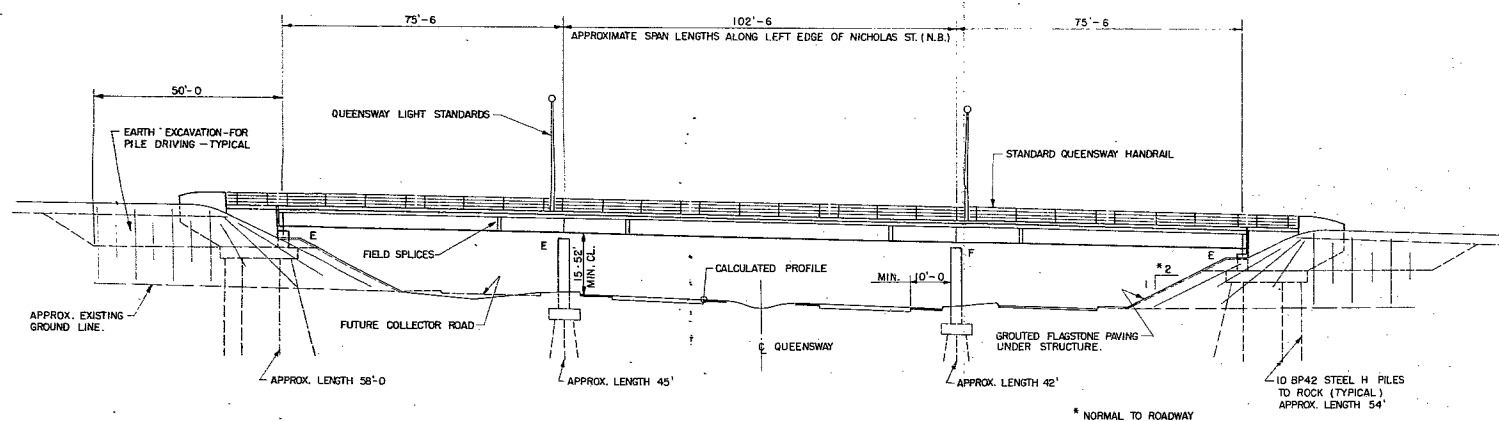 75'-6
102'-6
75'-6
APPROXIMATE SPAN LENGTHS ALONG LEFT EDGE OF NICHOLAS ST. (N.B.)
50'-0
QUEENSWAY LIGHT STANDARDS
EARTH EXCAVATION-FOR
PILE DRIVING - TYPICAL
STANDARD QUEENSWAY HANDRAIL
E
FIELD SPLICES
E
15·52
MIN. CL.
CALCULATED PROFILE
MIN.
10'-0
F
E
1
*2
APPROX. EXISTING
GROUND LINE.
FUTURE COLLECTOR ROAD
℄ QUEENSWAY
GROUTED FLAGSTONE PAVING
UNDER STRUCTURE.
APPROX. LENGTH 58'-0
APPROX. LENGTH 45'
APPROX. LENGTH 42'
10 BP42 STEEL H PILES
TO ROCK (TYPICAL)
APPROX. LENGTH 54'
* NORMAL TO ROADWAY